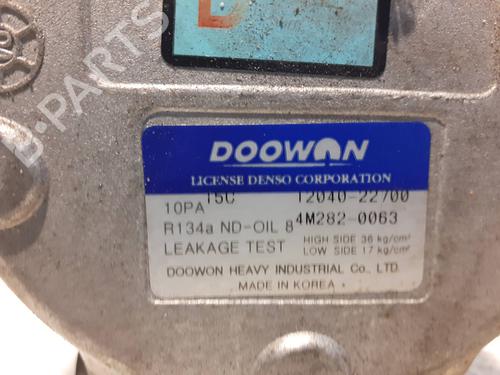 B-PARTS
DOOWON
LICENSE DENSO CORPORATION
10PA 15C 12040-22700
R134a ND-OIL 8 4M282-0063
LEAKAGE TEST HIGH SIDE 36 kg/cm²
LOW SIDE 17 kg/cm²
DOOWON HEAVY INDUSTRIAL Co., LTD.
MADE IN KOREA